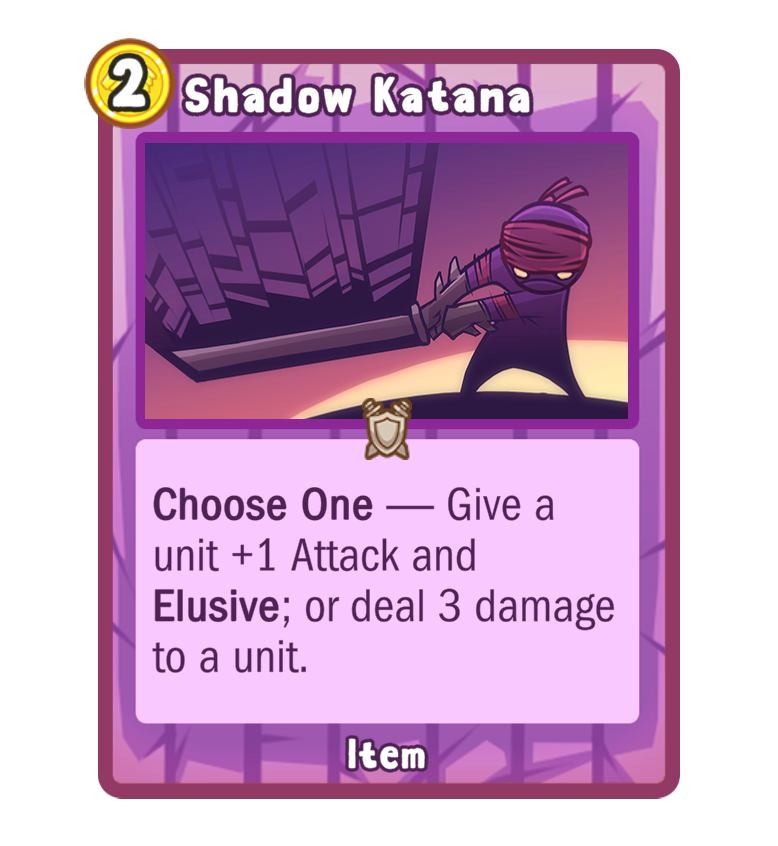 2
Shadow Katana
Choose One — Give a
unit +1 Attack and
Elusive; or deal 3 damage
to a unit.
Item